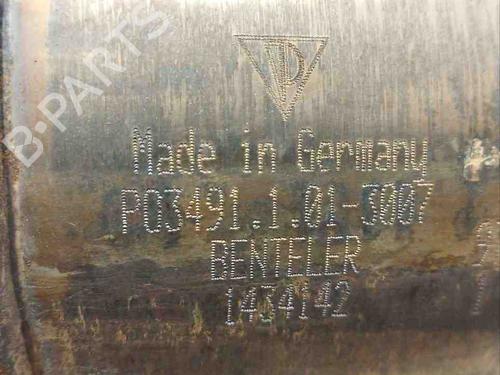 B-PARTS
Made in Germany
P03491.1.01-3007
BENTELER
1434142